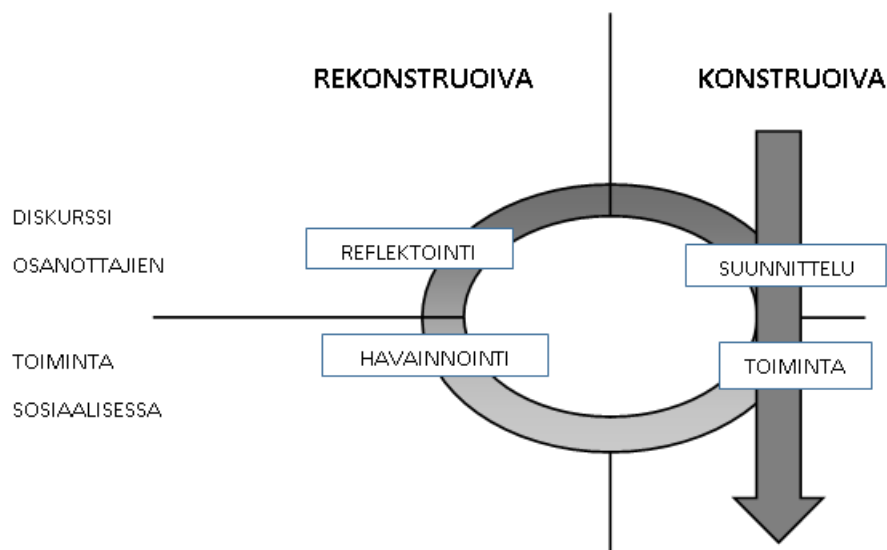 REKONSTRUOIVA
KONSTRUOIVA
DISKURSSI
OSANOTTAJIEN
REFLEKTOINTI
SUUNNITTELU
HAVAINNOINTI
TOIMINTA
TOIMINTA
SOSIAALISESSA